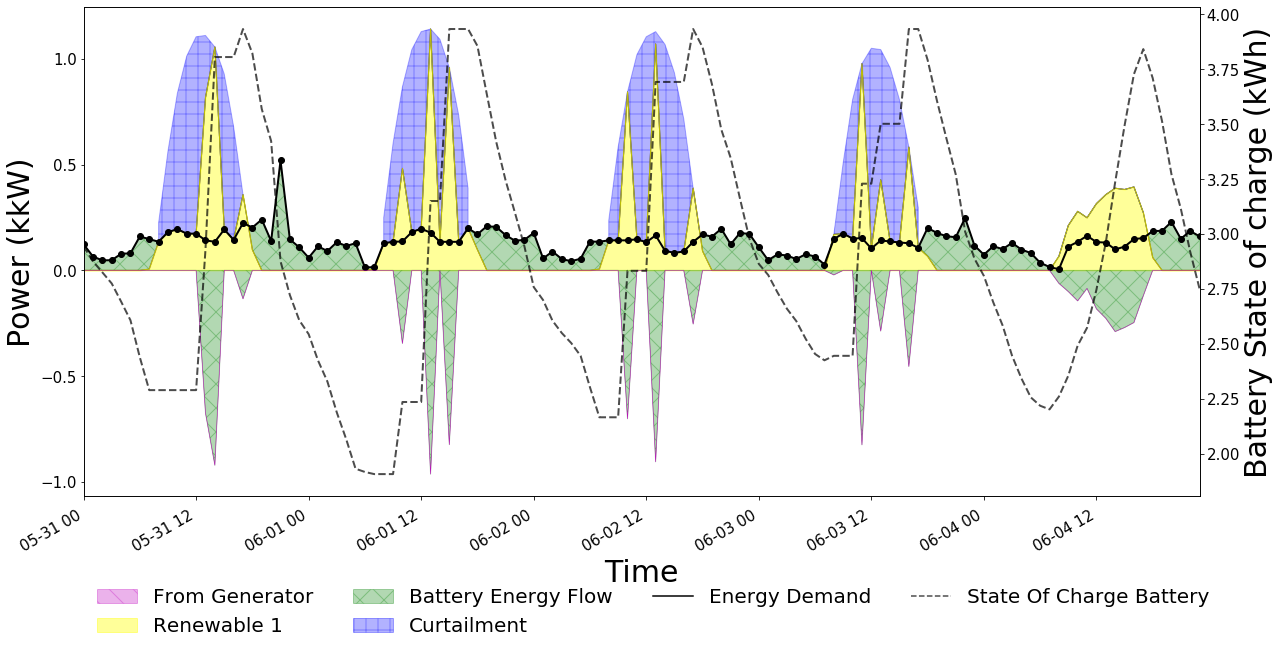 Power (kkW)
1.0
0.5
0.0
−0.5
−1.0
4.00
3.75
3.50
3.25
3.00
2.75
2.50
2.25
2.00
Battery State of charge (kWh)
05-31 00
05-31 12
06-01 00
06-01 12
06-02 00
06-02 12
06-03 00
06-03 12
06-04 00
06-04 12
Time
From Generator
Battery Energy Flow
Energy Demand
State Of Charge Battery
Renewable 1
Curtailment